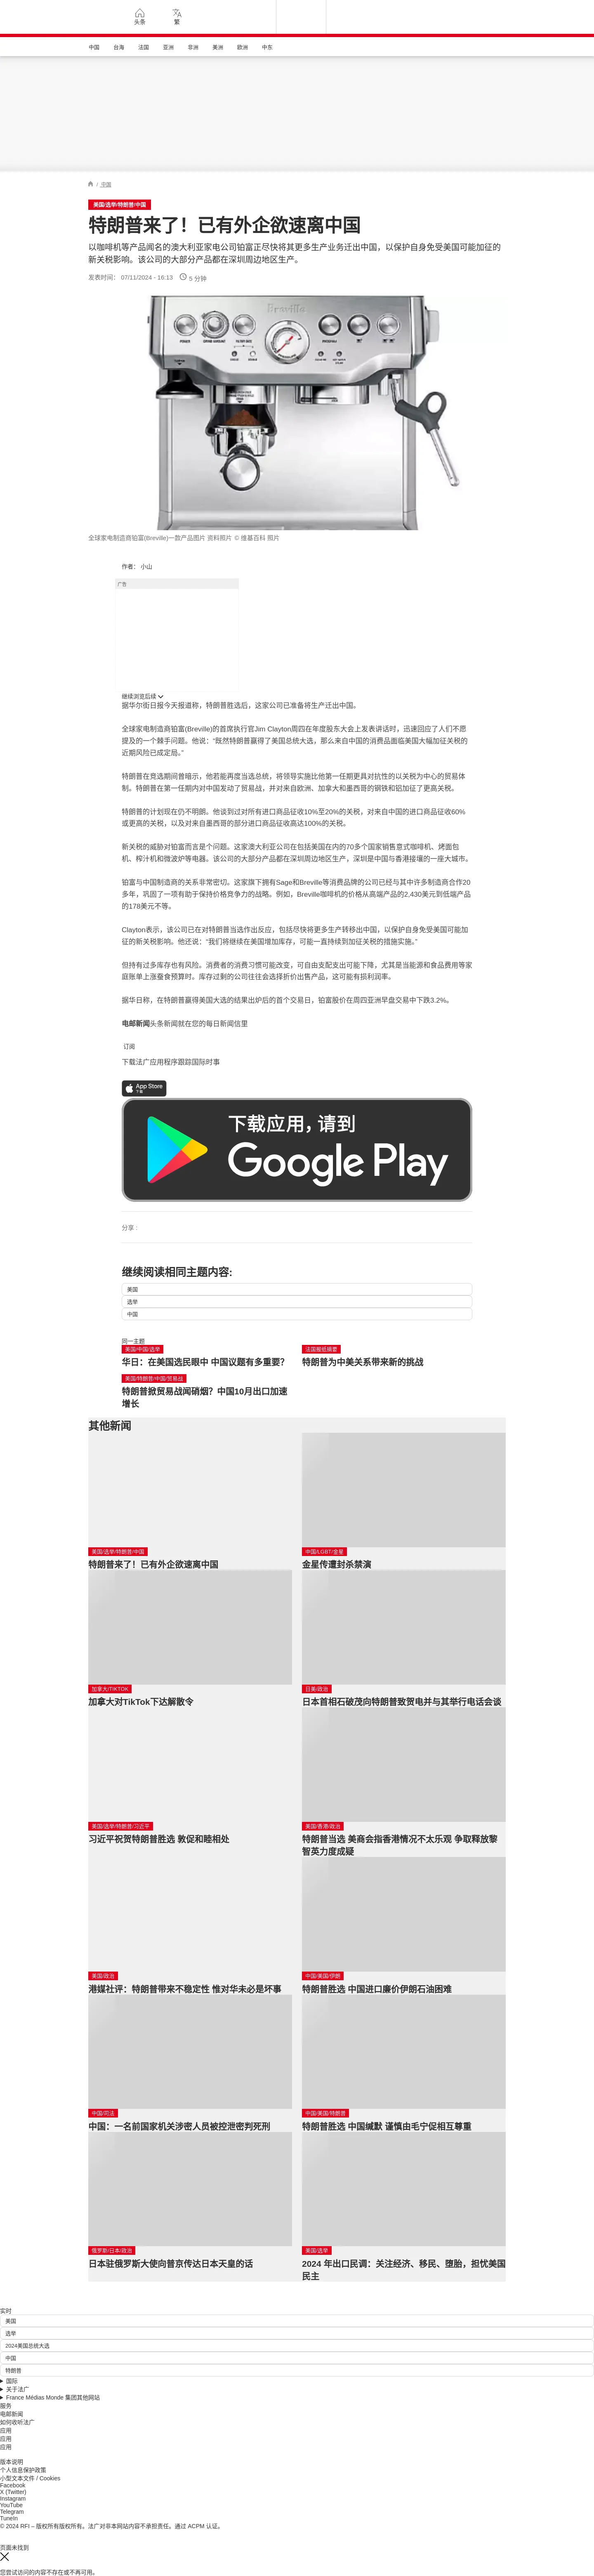 头条
繁
中国
台海
法国
亚洲
非洲
美洲
欧洲
中东
/ 中国
美国/选举/特朗普/中国
特朗普来了！已有外企欲速离中国
以咖啡机等产品闻名的澳大利亚家电公司铂富正尽快将其更多生产业务迁出中国，以保护自身免受美国可能加征的
新关税影响。该公司的大部分产品都在深圳周边地区生产。
发表时间： 07/11/2024 - 16:13 5 分钟
Breville
全球家电制造商铂富(Breville)一款产品图片 资料照片 © 维基百科 照片
作者： 小山
广告
继续浏览后续
据华尔街日报今天报道称，特朗普胜选后，这家公司已准备将生产迁出中国。
全球家电制造商铂富(Breville)的首席执行官Jim Clayton周四在年度股东大会上发表讲话时，迅速回应了人们不愿
提及的一个棘手问题。他说："既然特朗普赢得了美国总统大选，那么来自中国的消费品面临美国大幅加征关税的
近期风险已成定局。"
特朗普在竞选期间曾暗示，他若能再度当选总统，将领导实施比他第一任期更具对抗性的以关税为中心的贸易体
制。特朗普在第一任期内对中国发动了贸易战，并对来自欧洲、加拿大和墨西哥的钢铁和铝加征了更高关税。
特朗普的计划现在仍不明朗。他谈到过对所有进口商品征收10%至20%的关税，对来自中国的进口商品征收60%
或更高的关税，以及对来自墨西哥的部分进口商品征收高达100%的关税。
新关税的威胁对铂富而言是个问题。这家澳大利亚公司在包括美国在内的70多个国家销售意式咖啡机、烤面包
机、榨汁机和微波炉等电器。该公司的大部分产品都在深圳周边地区生产，深圳是中国与香港接壤的一座大城市。
铂富与中国制造商的关系非常密切。这家旗下拥有Sage和Breville等消费品牌的公司已经与其中许多制造商合作20
多年，巩固了一项有助于保持价格竞争力的战略。例如，Breville咖啡机的价格从高端产品的2,430美元到低端产品
的178美元不等。
Clayton表示，该公司已在对特朗普当选作出反应，包括尽快将更多生产转移出中国，以保护自身免受美国可能加
征的新关税影响。他还说："我们将继续在美国增加库存，可能一直持续到加征关税的措施实施。"
但持有过多库存也有风险。消费者的消费习惯可能改变，可自由支配支出可能下降，尤其是当能源和食品费用等家
庭账单上涨蚕食预算时。库存过剩的公司往往会选择折价出售产品，这可能有损利润率。
据华日称，在特朗普赢得美国大选的结果出炉后的首个交易日，铂富股价在周四亚洲早盘交易中下跌3.2%。
电邮新闻头条新闻就在您的每日新闻信里
订阅
下载法广应用程序跟踪国际时事
App Store
下载
下载应用，请到
Google Play
分享 :
继续阅读相同主题内容:
美国
选举
中国
同一主题
美国/中国/选举
华日：在美国选民眼中 中国议题有多重要？
法国报纸摘要
特朗普为中美关系带来新的挑战
美国/特朗普/中国/贸易战
特朗普掀贸易战闻硝烟？中国10月出口加速
增长
其他新闻
美国/选举/特朗普/中国
特朗普来了！已有外企欲速离中国
中国/LGBT/金星
金星传遭封杀禁演
加拿大/TIKTOK
加拿大对TikTok下达解散令
日美/政治
日本首相石破茂向特朗普致贺电并与其举行电话会谈
美国/选举/特朗普/习近平
习近平祝贺特朗普胜选 敦促和睦相处
美国/香港/政治
特朗普当选 美商会指香港情况不太乐观 争取释放黎
智英力度成疑
美国/政治
港媒社评：特朗普带来不稳定性 惟对华未必是坏事
中国/美国/伊朗
特朗普胜选 中国进口廉价伊朗石油困难
中国/司法
中国：一名前国家机关涉密人员被控泄密判死刑
中国/美国/特朗普
特朗普胜选 中国缄默 谨慎由毛宁促相互尊重
俄罗斯/日本/政治
日本驻俄罗斯大使向普京传达日本天皇的话
美国/选举
2024 年出口民调：关注经济、移民、堕胎，担忧美国
民主
实时
美国
选举
2024美国总统大选
中国
特朗普
国际
关于法广
France Médias Monde 集团其他网站
服务
电邮新闻
如何收听法广
应用
应用
应用
版本说明
个人信息保护政策
小型文本文件 / Cookies
Facebook
X (Twitter)
Instagram
YouTube
Telegram
TuneIn
© 2024 RFI – 版权所有版权所有。法广对非本网站内容不承担责任。通过 ACPM 认证。
页面未找到
您尝试访问的内容不存在或不再可用。